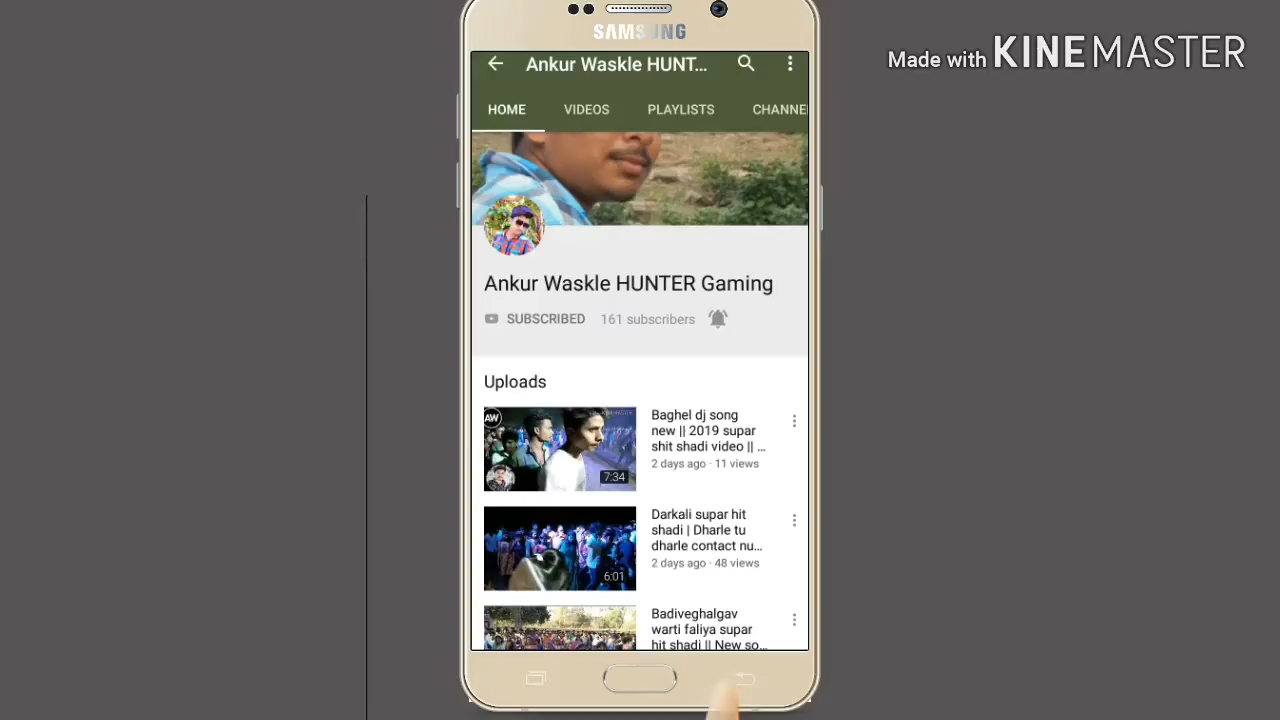 SAMSUNG
Made with KINEMASTER
Ankur Waskle HUNT...
HOME VIDEOS PLAYLISTS CHANNE
Ankur Waskle HUNTER Gaming
SUBSCRIBED 161 subscribers
Uploads
AW
7:34
Baghel dj song
new || 2019 supar
shit shadi video || ...
2 days ago · 11 views
6:01
Darkali supar hit
shadi | Dharle tu
dharle contact nu...
2 days ago · 48 views
Badiveghalgav
warti faliya supar
hit shadi || New so...